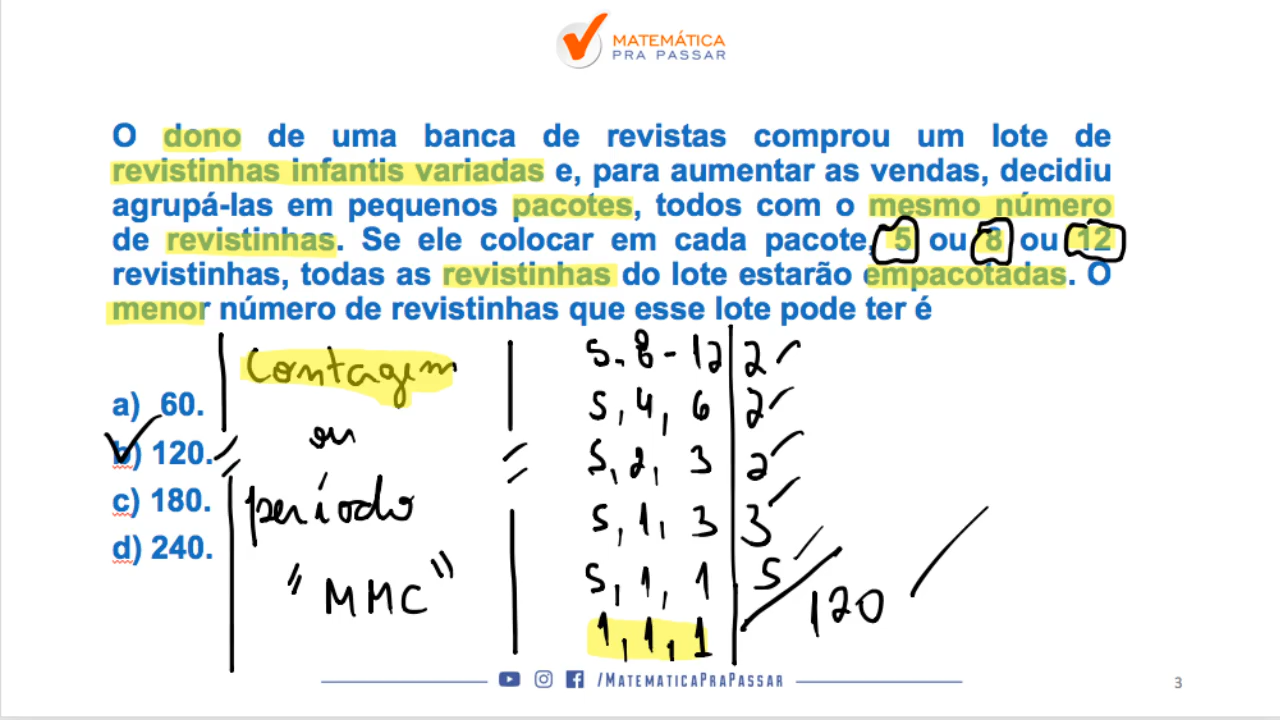 MATEMÁTICA
PRA PASSAR
O dono de uma banca de revistas comprou um lote de
revistinhas infantis variadas e, para aumentar as vendas, decidiu
agrupá-las em pequenos pacotes, todos com o mesmo número
de revistinhas. Se ele colocar em cada pacote, 5 ou 8 ou 12
revistinhas, todas as revistinhas do lote estarão empacotadas. O
menor número de revistinhas que esse lote pode ter é
a) 60.
b) 120.
c) 180.
d) 240.
Contagem
ou
período
"MMC"
5, 8 - 12 | 2
5, 4, 6 | 2
5, 2, 3 | 2
5, 1, 3 | 3
5, 1, 1 | 5
1, 1, 1 | 120
/MATEMATICAPRAPASSAR
3